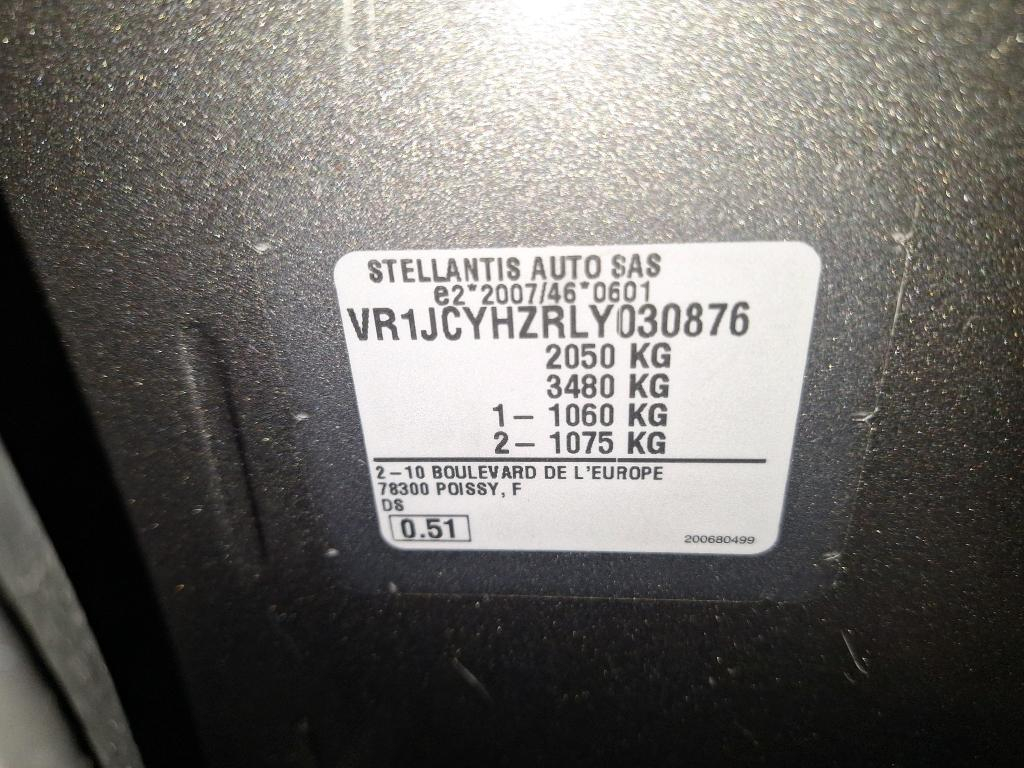 STELLANTIS AUTO SAS
e2*2007/46*0601
VR1JCYHZRLY030876
2050 KG
3480 KG
1– 1060 KG
2– 1075 KG
2–10 BOULEVARD DE L'EUROPE
78300 POISSY, F
DS
0.51
200680499